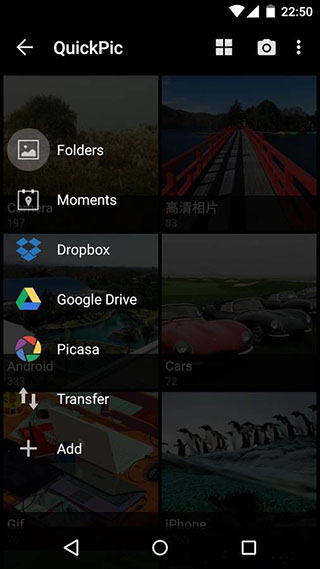 22:50
QuickPic
Folders
Moments
Camera
197
高清相片
83
Dropbox
Google Drive
Picasa
Android
333
Cars
72
Transfer
Add
Gif
iPhone